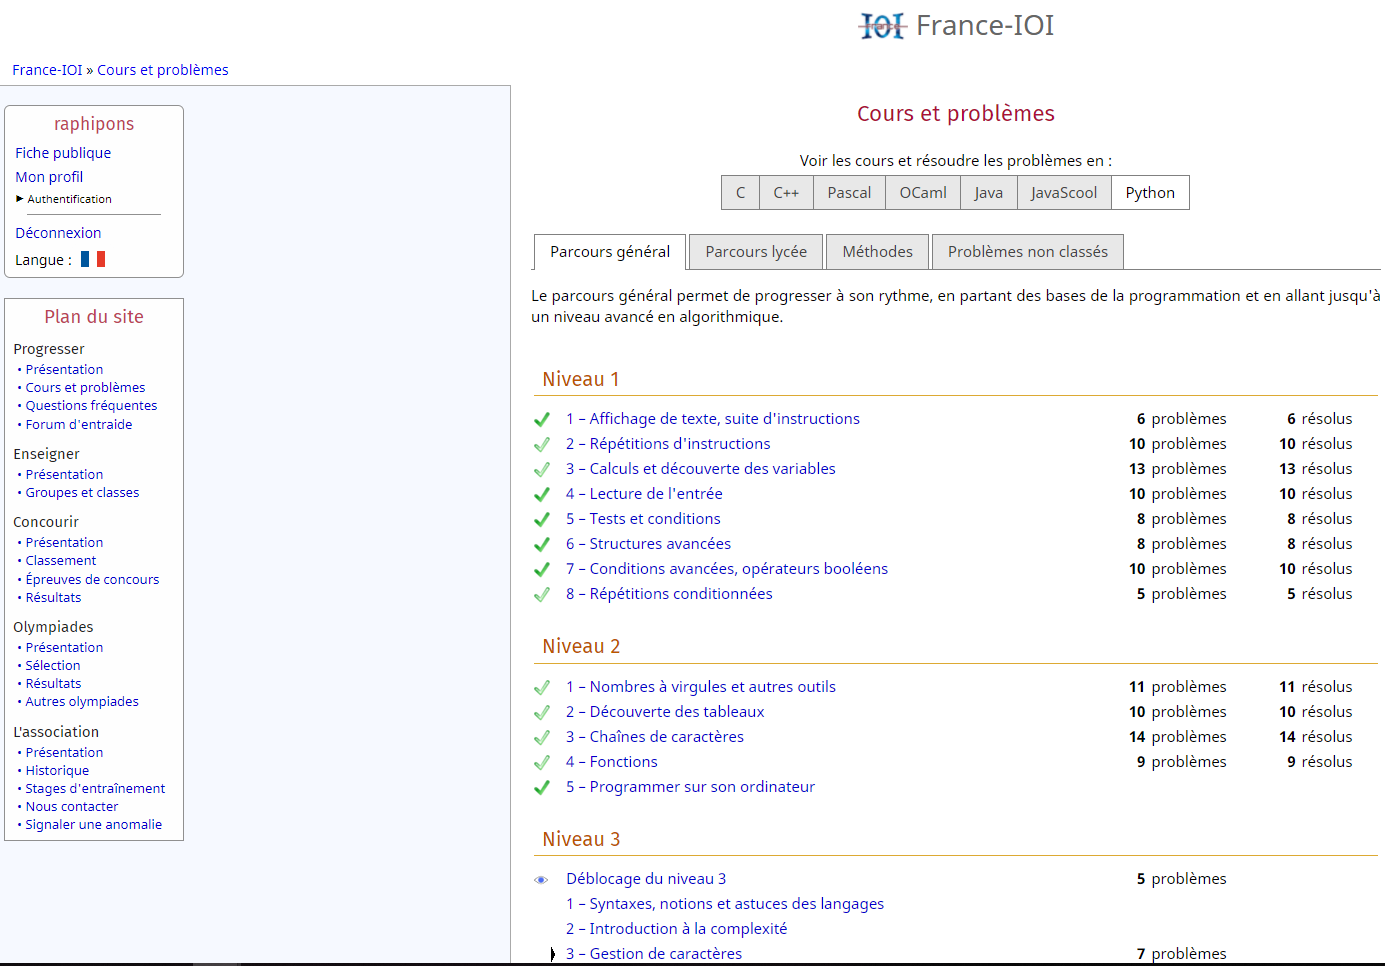 France-IOI
France-IOI » Cours et problèmes
raphipons
Fiche publique
Mon profil
Authentification
Déconnexion
Langue :
Plan du site
Progresser
• Présentation
• Cours et problèmes
• Questions fréquentes
• Forum d'entraide
Enseigner
• Présentation
• Groupes et classes
Concourir
• Présentation
• Classement
• Épreuves de concours
• Résultats
Olympiades
• Présentation
• Sélection
• Résultats
• Autres olympiades
L'association
• Présentation
• Historique
• Stages d'entraînement
• Nous contacter
• Signaler une anomalie
Cours et problèmes
Voir les cours et résoudre les problèmes en :
C C++ Pascal OCaml Java JavaScool Python
Parcours général Parcours lycée Méthodes Problèmes non classés
Le parcours général permet de progresser à son rythme, en partant des bases de la programmation et en allant jusqu'à
un niveau avancé en algorithmique.
Niveau 1
1 – Affichage de texte, suite d'instructions 6 problèmes 6 résolus
2 – Répétitions d'instructions 10 problèmes 10 résolus
3 – Calculs et découverte des variables 13 problèmes 13 résolus
4 – Lecture de l'entrée 10 problèmes 10 résolus
5 – Tests et conditions 8 problèmes 8 résolus
6 – Structures avancées 8 problèmes 8 résolus
7 – Conditions avancées, opérateurs booléens 10 problèmes 10 résolus
8 – Répétitions conditionnées 5 problèmes 5 résolus
Niveau 2
1 – Nombres à virgules et autres outils 11 problèmes 11 résolus
2 – Découverte des tableaux 10 problèmes 10 résolus
3 – Chaînes de caractères 14 problèmes 14 résolus
4 – Fonctions 9 problèmes 9 résolus
5 – Programmer sur son ordinateur
Niveau 3
Déblocage du niveau 3 5 problèmes
1 – Syntaxes, notions et astuces des langages
2 – Introduction à la complexité
3 – Gestion de caractères 7 problèmes